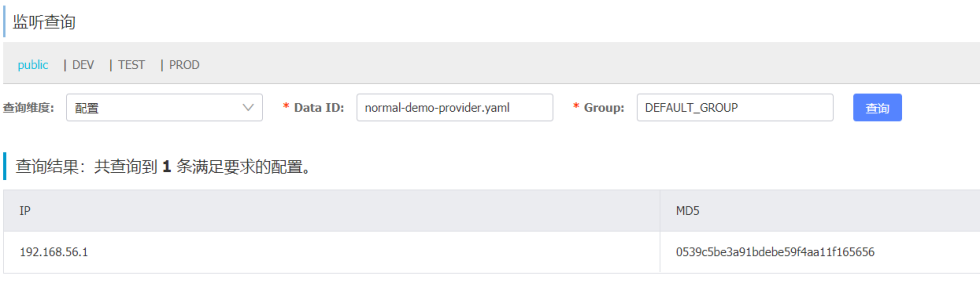 监听查询
public | DEV | TEST | PROD
查询维度: 配置 * Data ID: normal-demo-provider.yaml * Group: DEFAULT_GROUP 查询
查询结果：共查询到 1 条满足要求的配置。
IP MD5
192.168.56.1 0539c5be3a91bdebe59f4aa11f165656